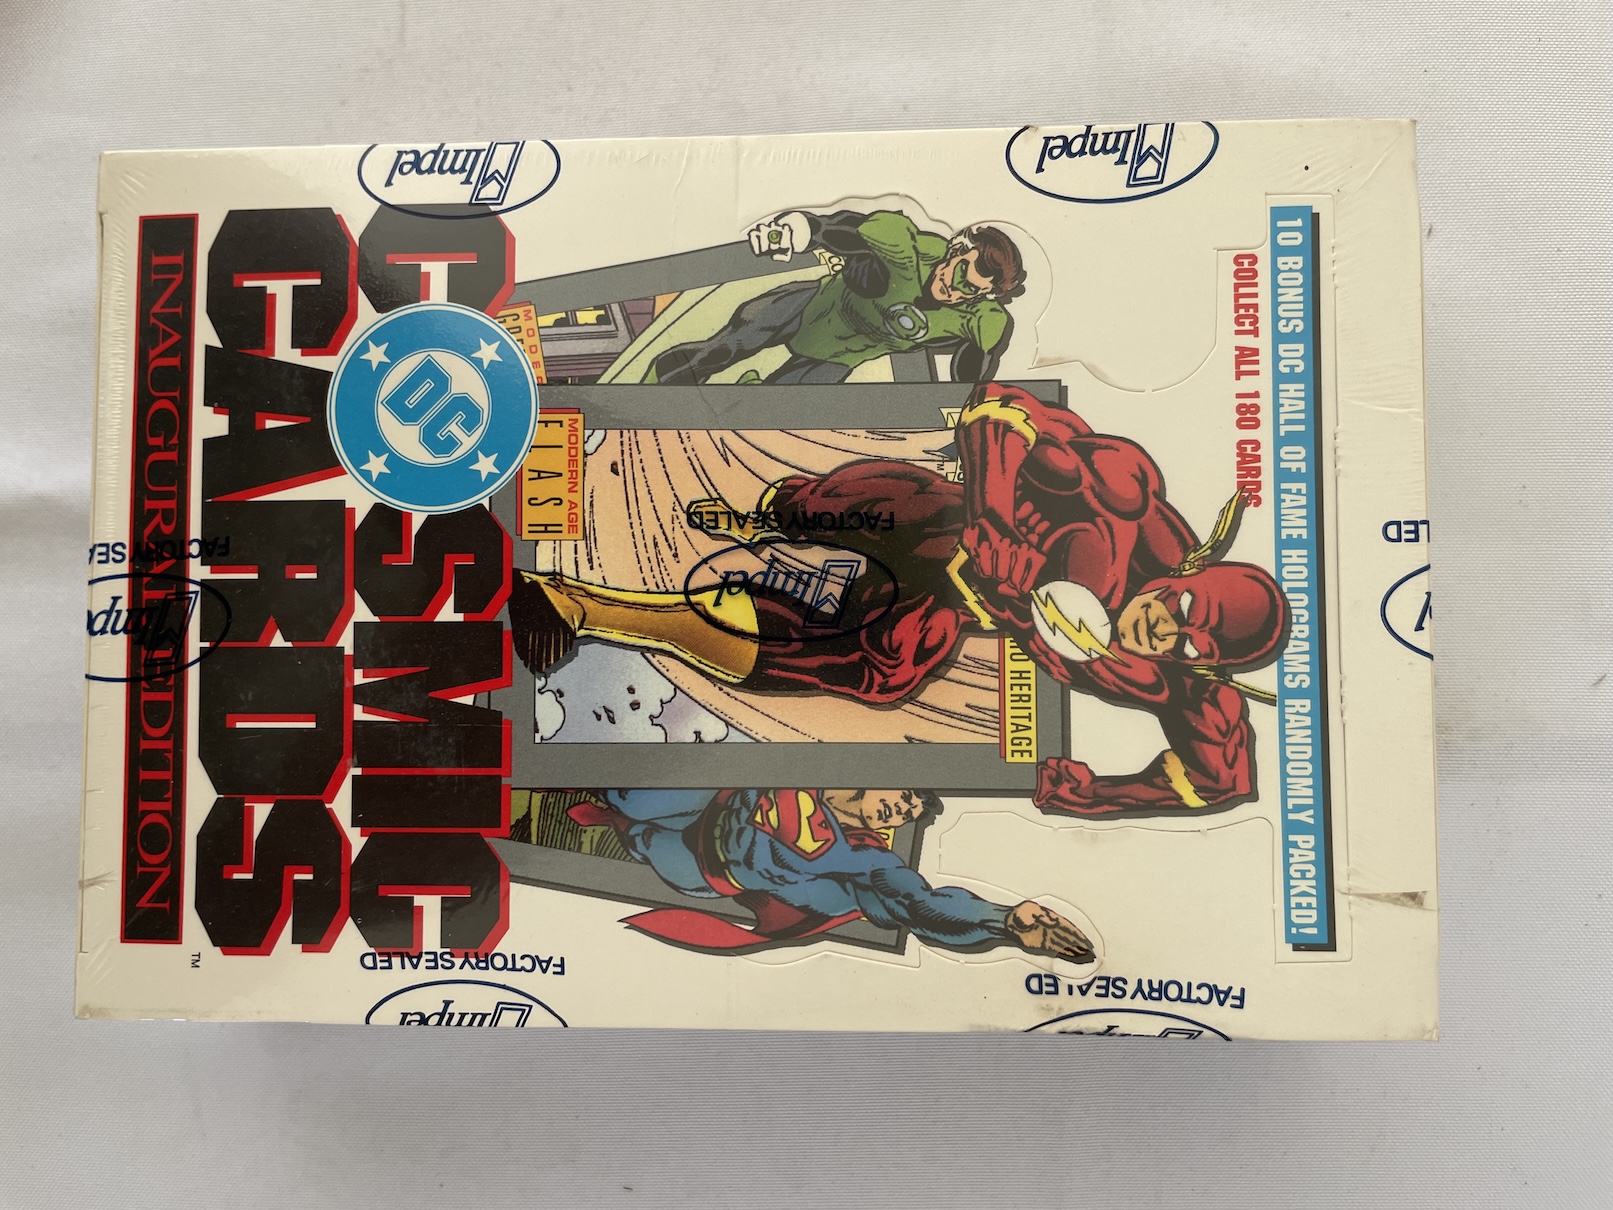 10 BONUS DC HALL OF FAME HOLOGRAMS RANDOMLY PACKED!
COLLECT ALL 180 CARDS
HERITAGE
MODERN AGE
FLASH
DC
COSMIC
CARDS
TM
INAUGURAL EDITION
Impel
Impel
FACTORY SEALED
Impel
FACTORY SEALED
Impel
FACTORY SEALED
Impel
FACTORY SEALED